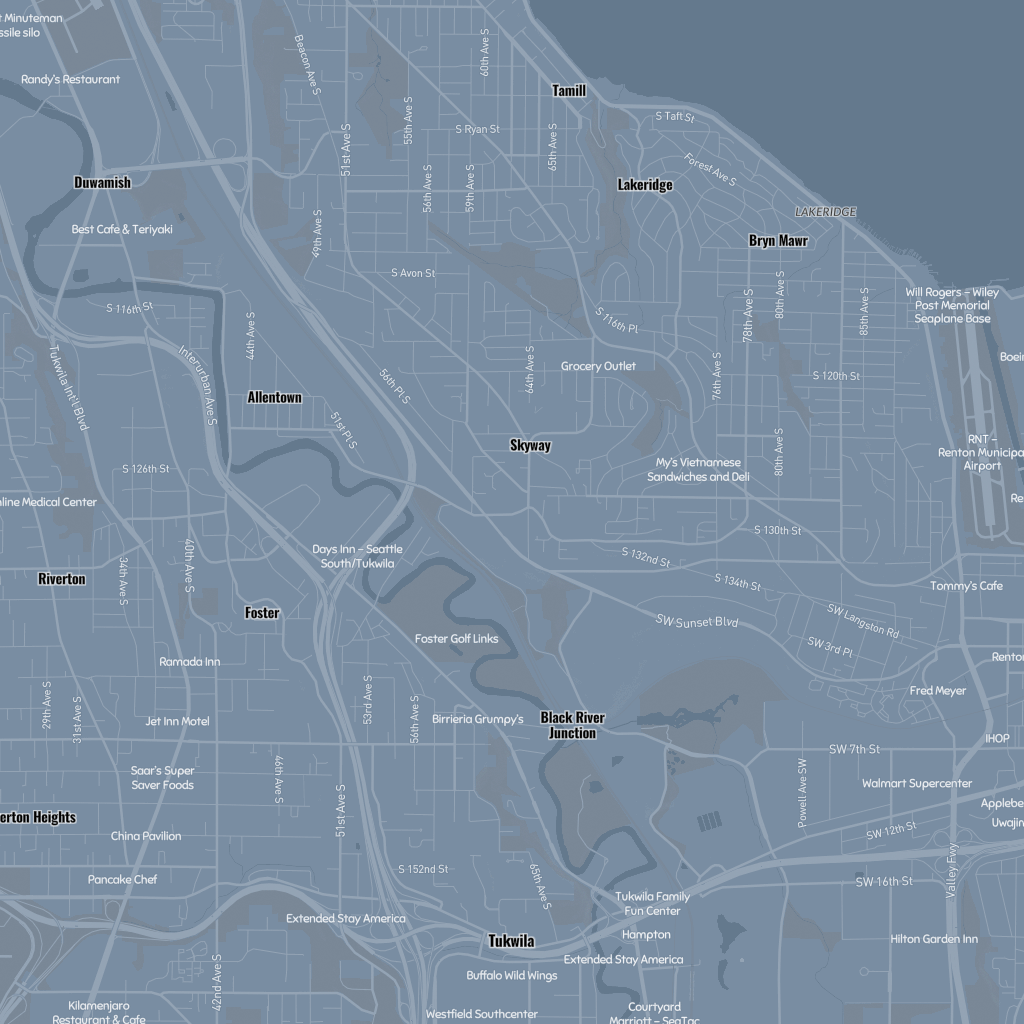 Minuteman
ssile silo
Randy's Restaurant
Beacon Ave S
60th Ave S
Tamill
S Taft St
55th Ave S
S Ryan St
51st Ave S
65th Ave S
Forest Ave S
Duwamish
56th Ave S
59th Ave S
Lakeridge
LAKERIDGE
Best Cafe & Teriyaki
49th Ave S
Bryn Mawr
S Avon St
80th Ave S
Will Rogers – Wiley
Post Memorial
Seaplane Base
S 116th St
44th Ave S
S 116th Pl
78th Ave S
85th Ave S
Interurban Ave S
Tukwila Int'l Blvd
56th Pl S
64th Ave S
Grocery Outlet
76th Ave S
Boein
S 120th St
Allentown
51st Pl S
Skyway
80th Ave S
RNT –
Renton Municipa
Airport
S 126th St
My's Vietnamese
Sandwiches and Deli
nline Medical Center
Re
S 130th St
Days Inn – Seattle
South/Tukwila
S 132nd St
40th Ave S
34th Ave S
Riverton
S 134th St
Tommy's Cafe
Foster
SW Sunset Blvd
SW Langston Rd
Foster Golf Links
SW 3rd Pl
Ramada Inn
Renton
29th Ave S
31st Ave S
53rd Ave S
56th Ave S
Fred Meyer
Jet Inn Motel
Birrieria Grumpy's
Black River
Junction
IHOP
SW 7th St
Saar's Super
Saver Foods
46th Ave S
Powell Ave SW
Walmart Supercenter
51st Ave S
Applebe
erton Heights
Uwajim
China Pavilion
SW 12th St
S 152nd St
Valley Fwy
Pancake Chef
65th Ave S
SW 16th St
Tukwila Family
Fun Center
Extended Stay America
Hampton
Tukwila
Hilton Garden Inn
Extended Stay America
42nd Ave S
Buffalo Wild Wings
Kilamenjaro
Restaurant & Cafe
Westfield Southcenter
Courtyard
Marriott – SeaTac